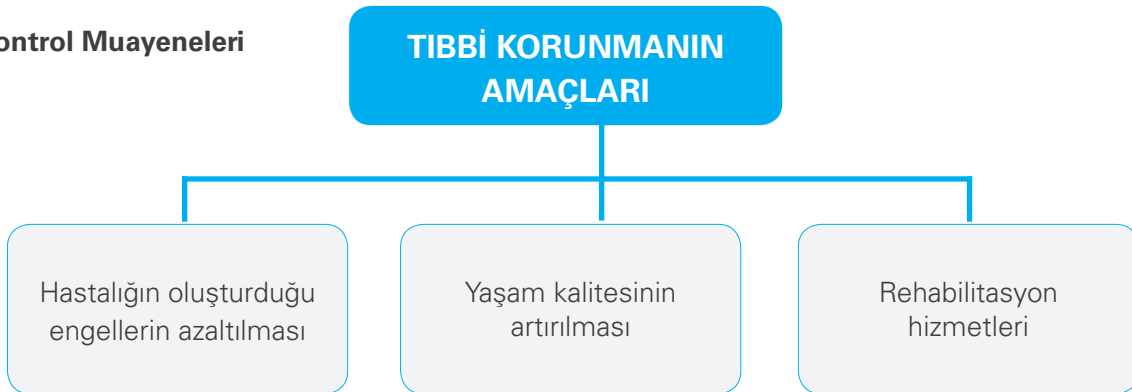 ontrol Muayeneleri
TIBBİ KORUNMANIN
AMAÇLARI
Hastalığın oluşturduğu
engellerin azaltılması
Yaşam kalitesinin
artırılması
Rehabilitasyon
hizmetleri